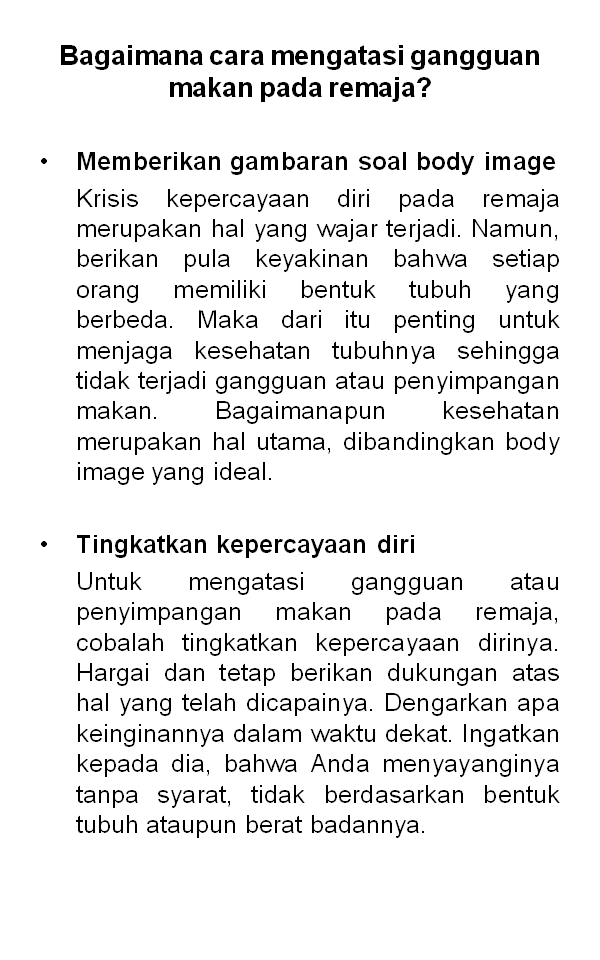 Bagaimana cara mengatasi gangguan
makan pada remaja?
• Memberikan gambaran soal body image
Krisis kepercayaan diri pada remaja
merupakan hal yang wajar terjadi. Namun,
berikan pula keyakinan bahwa setiap
orang memiliki bentuk tubuh yang
berbeda. Maka dari itu penting untuk
menjaga kesehatan tubuhnya sehingga
tidak terjadi gangguan atau penyimpangan
makan. Bagaimanapun kesehatan
merupakan hal utama, dibandingkan body
image yang ideal.
• Tingkatkan kepercayaan diri
Untuk mengatasi gangguan atau
penyimpangan makan pada remaja,
cobalah tingkatkan kepercayaan dirinya.
Hargai dan tetap berikan dukungan atas
hal yang telah dicapainya. Dengarkan apa
keinginannya dalam waktu dekat. Ingatkan
kepada dia, bahwa Anda menyayanginya
tanpa syarat, tidak berdasarkan bentuk
tubuh ataupun berat badannya.